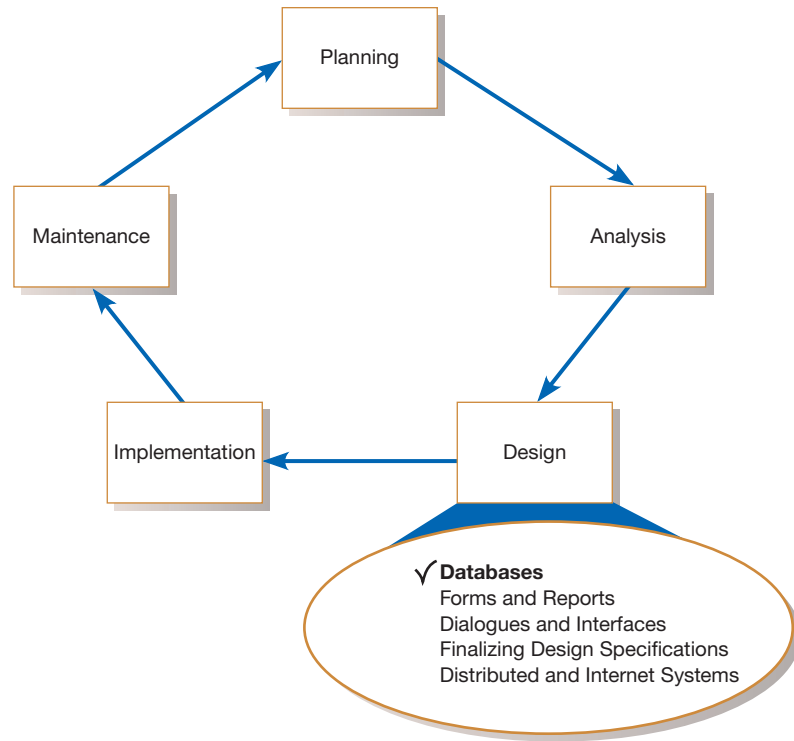 Planning
Maintenance
Analysis
Implementation
Design
Databases
Forms and Reports
Dialogues and Interfaces
Finalizing Design Specifications
Distributed and Internet Systems